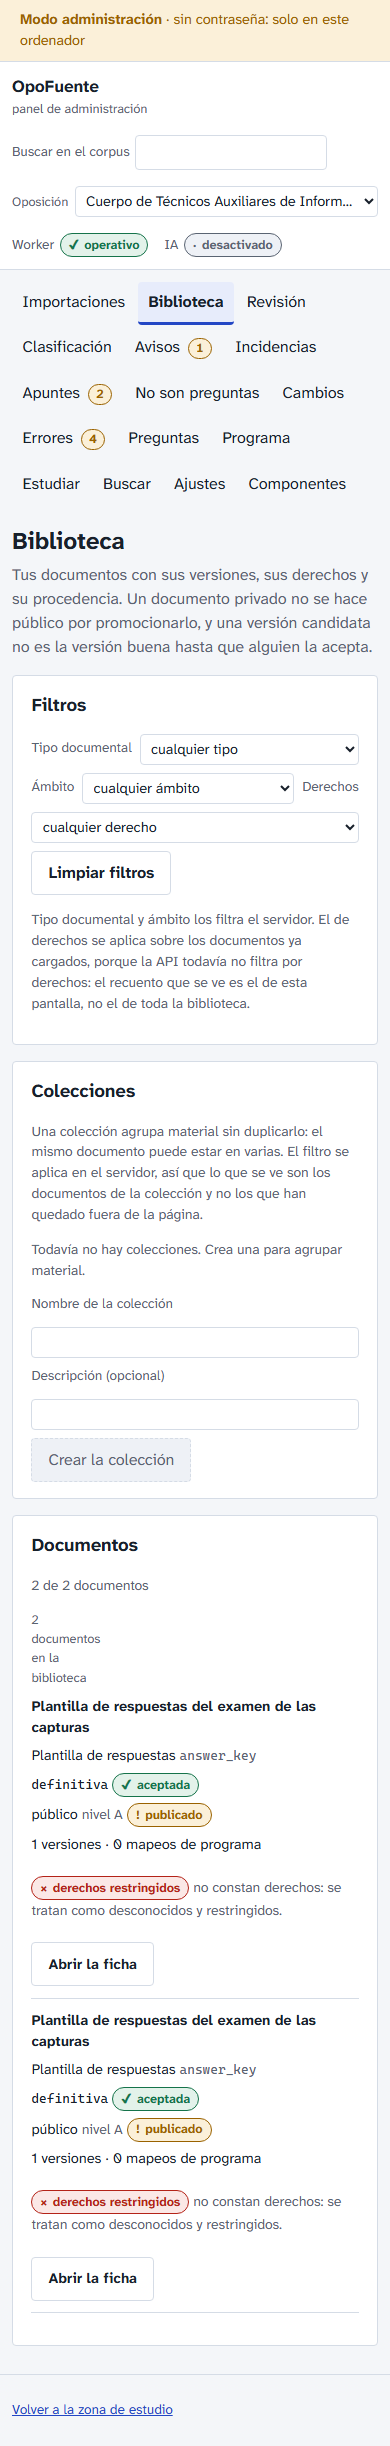 Modo administración · sin contraseña: solo en este
ordenador
OpoFuente
panel de administración
Buscar en el corpus
Oposición Cuerpo de Técnicos Auxiliares de Inform...
Worker ✓ operativo IA · desactivado
Importaciones Biblioteca Revisión
Clasificación Avisos 1 Incidencias
Apuntes 2 No son preguntas Cambios
Errores 4 Preguntas Programa
Estudiar Buscar Ajustes Componentes
Biblioteca
Tus documentos con sus versiones, sus derechos y
su procedencia. Un documento privado no se hace
público por promocionarlo, y una versión candidata
no es la versión buena hasta que alguien la acepta.
Filtros
Tipo documental cualquier tipo
Ámbito cualquier ámbito Derechos
cualquier derecho
Limpiar filtros
Tipo documental y ámbito los filtra el servidor. El de
derechos se aplica sobre los documentos ya
cargados, porque la API todavía no filtra por
derechos: el recuento que se ve es el de esta
pantalla, no el de toda la biblioteca.
Colecciones
Una colección agrupa material sin duplicarlo: el
mismo documento puede estar en varias. El filtro se
aplica en el servidor, así que lo que se ve son los
documentos de la colección y no los que han
quedado fuera de la página.
Todavía no hay colecciones. Crea una para agrupar
material.
Nombre de la colección
Descripción (opcional)
Crear la colección
Documentos
2 de 2 documentos
2
documentos
en la
biblioteca
Plantilla de respuestas del examen de las
capturas
Plantilla de respuestas answer_key
definitiva ✓ aceptada
público nivel A ! publicado
1 versiones · 0 mapeos de programa
× derechos restringidos no constan derechos: se
tratan como desconocidos y restringidos.
Abrir la ficha
Plantilla de respuestas del examen de las
capturas
Plantilla de respuestas answer_key
definitiva ✓ aceptada
público nivel A ! publicado
1 versiones · 0 mapeos de programa
× derechos restringidos no constan derechos: se
tratan como desconocidos y restringidos.
Abrir la ficha
Volver a la zona de estudio